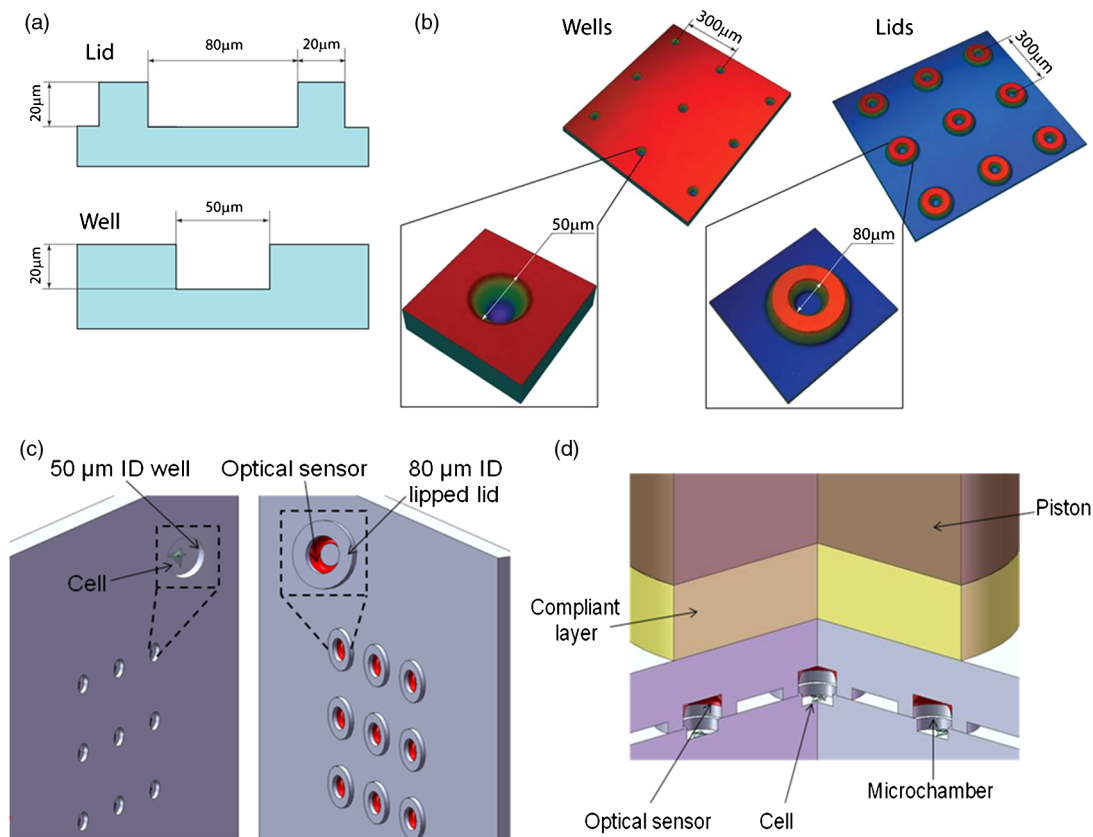 (a)
Lid
80μm
20μm
20μm
Well
50μm
20μm
(b)
Wells
300μm
Lids
300μm
50μm
80μm
(c)
50 µm ID well
Optical sensor
80 µm ID
lipped lid
Cell
(d)
Piston
Compliant
layer
Microchamber
Optical sensor
Cell